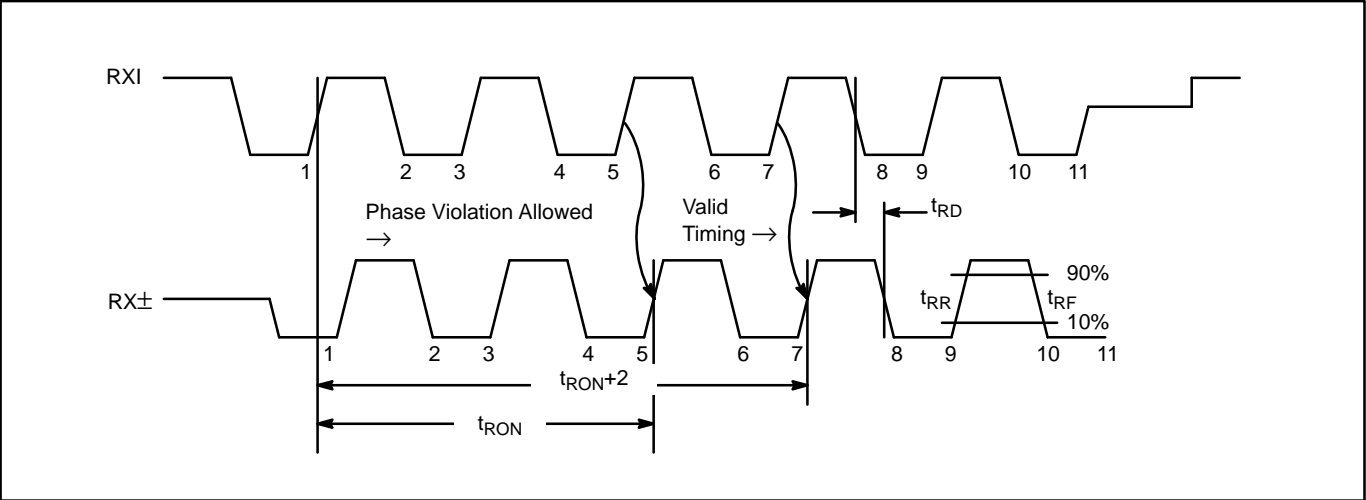 RXI
1 2 3 4 5 6 7 8 9 10 11
Phase Violation Allowed
→
Valid
Timing →
tRD
RX±
90%
tRR
tRF
10%
1 2 3 4 5 6 7 8 9 10 11
tRON+2
tRON